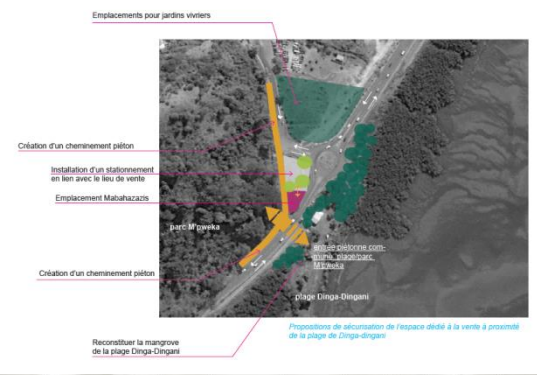 Emplacements pour jardins vivriers
Création d'un cheminement piéton
Installation d'un stationnement
en lien avec le lieu de vente
Emplacement Mabahazazis
parc M'pweka
entrée piétonne com-
mune plage/parc
M'pweka
Création d'un cheminement piéton
plage Dinga-Dingani
Propositions de sécurisation de l'espace dédié à la vente à proximité
de la plage de Dinga-dingani
Reconstituer la mangrove
de la plage Dinga-Dingani